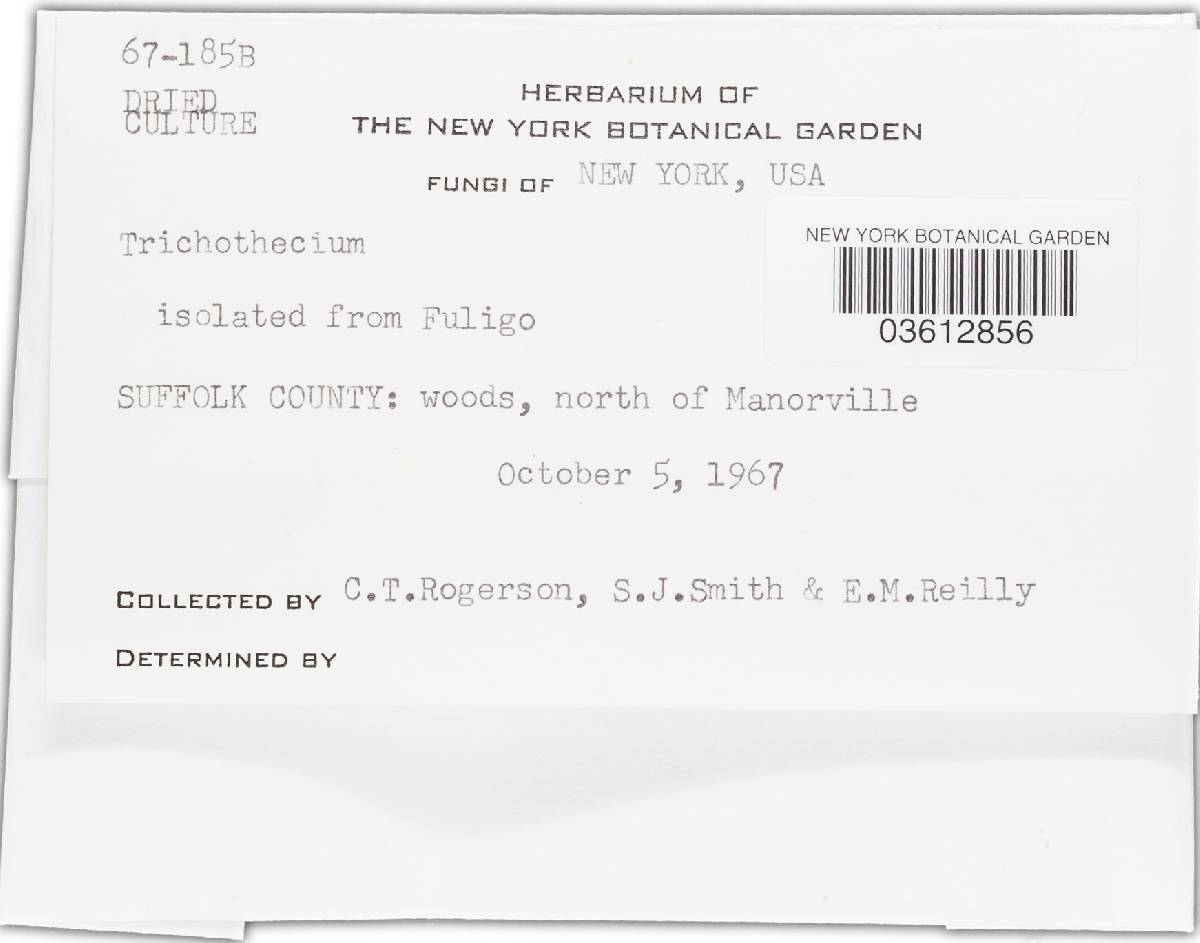 67-185B
DRIED
CULTURE
HERBARIUM OF
THE NEW YORK BOTANICAL GARDEN
FUNGI OF NEW YORK, USA
NEW YORK BOTANICAL GARDEN
03612856
Trichothecium
isolated from Fuligo
SUFFOLK COUNTY: woods, north of Manorville
October 5, 1967
COLLECTED BY C.T.Rogerson, S.J.Smith & E.M.Reilly
DETERMINED BY